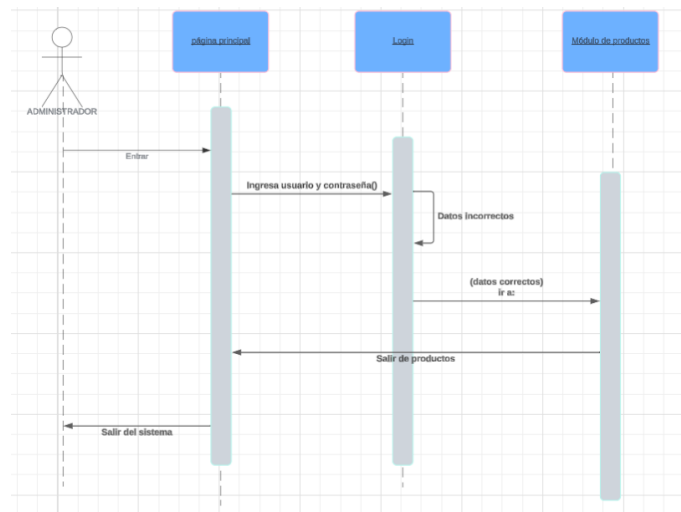 página principal
Login
Módulo de productos
ADMINISTRADOR
Entrar
Ingresa usuario y contraseña()
Datos incorrectos
(datos correctos)
ir a:
Salir de productos
Salir del sistema